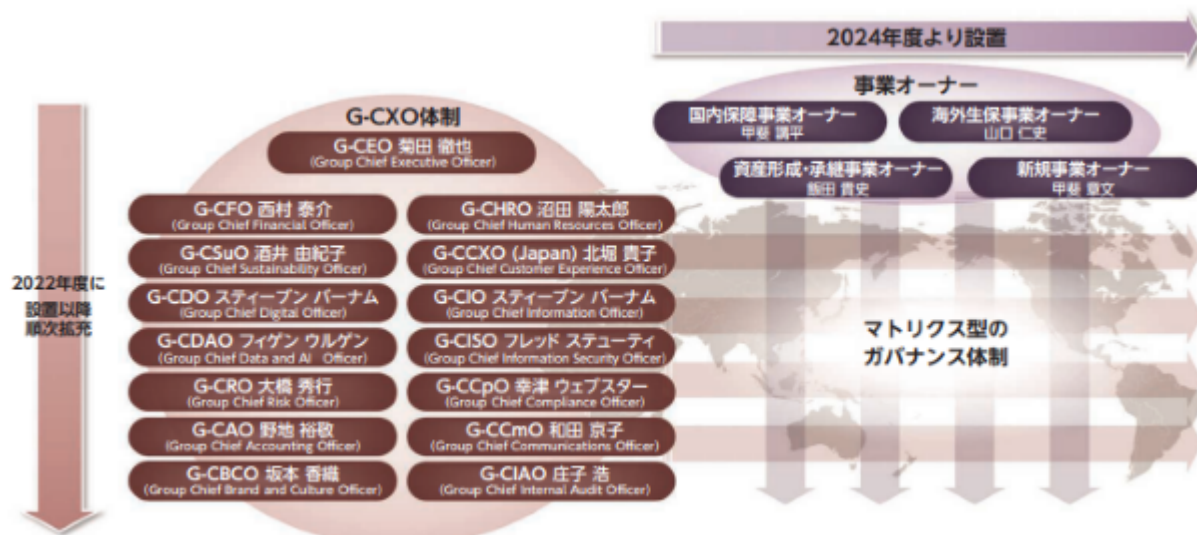 2024年度より設置
事業オーナー
国内保障事業オーナー
甲斐 講平
海外生保事業オーナー
山口 仁史
資産形成・承継事業オーナー
飯田 貴史
新規事業オーナー
甲斐 章文
G-CXO体制
G-CEO 菊田 徹也
(Group Chief Executive Officer)
G-CFO 西村 泰介
(Group Chief Financial Officer)
G-CHRO 沼田 陽太郎
(Group Chief Human Resources Officer)
G-CSuO 酒井 由紀子
(Group Chief Sustainability Officer)
G-CCXO (Japan) 北堀 貴子
(Group Chief Customer Experience Officer)
G-CDO スティーブン バーナム
(Group Chief Digital Officer)
G-CIO スティーブン バーナム
(Group Chief Information Officer)
G-CDAO フィゲン ウルゲン
(Group Chief Data and AI Officer)
G-CISO フレッド ステューティ
(Group Chief Information Security Officer)
G-CRO 大橋 秀行
(Group Chief Risk Officer)
G-CCpO 幸津 ウェブスター
(Group Chief Compliance Officer)
G-CAO 野地 裕敬
(Group Chief Accounting Officer)
G-CCmO 和田 京子
(Group Chief Communications Officer)
G-CBCO 坂本 香織
(Group Chief Brand and Culture Officer)
G-CIAO 庄子 浩
(Group Chief Internal Audit Officer)
2022年度に
設置以降
順次拡充
マトリクス型の
ガバナンス体制